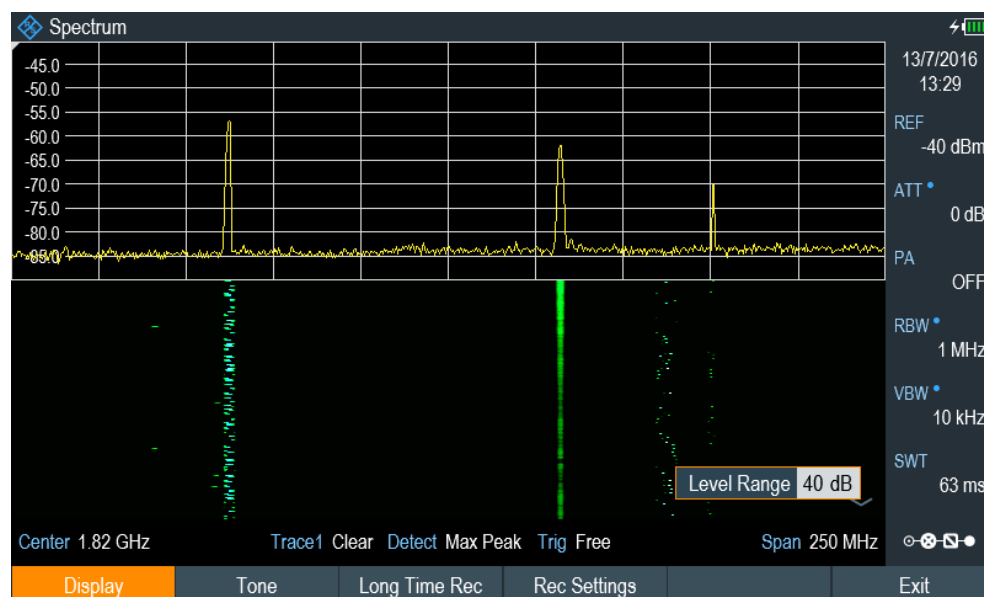 Spectrum
-45.0
-50.0
-55.0
-60.0
-65.0
-70.0
-75.0
-80.0
-85.0
13/7/2016
13:29
REF
-40 dBm
ATT
0 dB
PA
OFF
RBW
1 MHz
VBW
10 kHz
SWT
63 ms
Level Range 40 dB
Center 1.82 GHz Trace1 Clear Detect Max Peak Trig Free Span 250 MHz
Display Tone Long Time Rec Rec Settings Exit